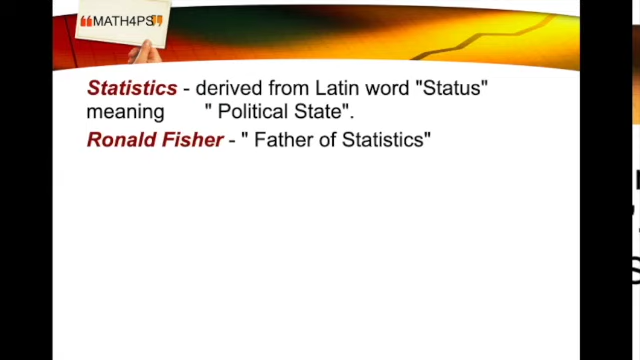 ❝MATH4PS❞
Statistics - derived from Latin word "Status"
meaning " Political State".
Ronald Fisher - " Father of Statistics"